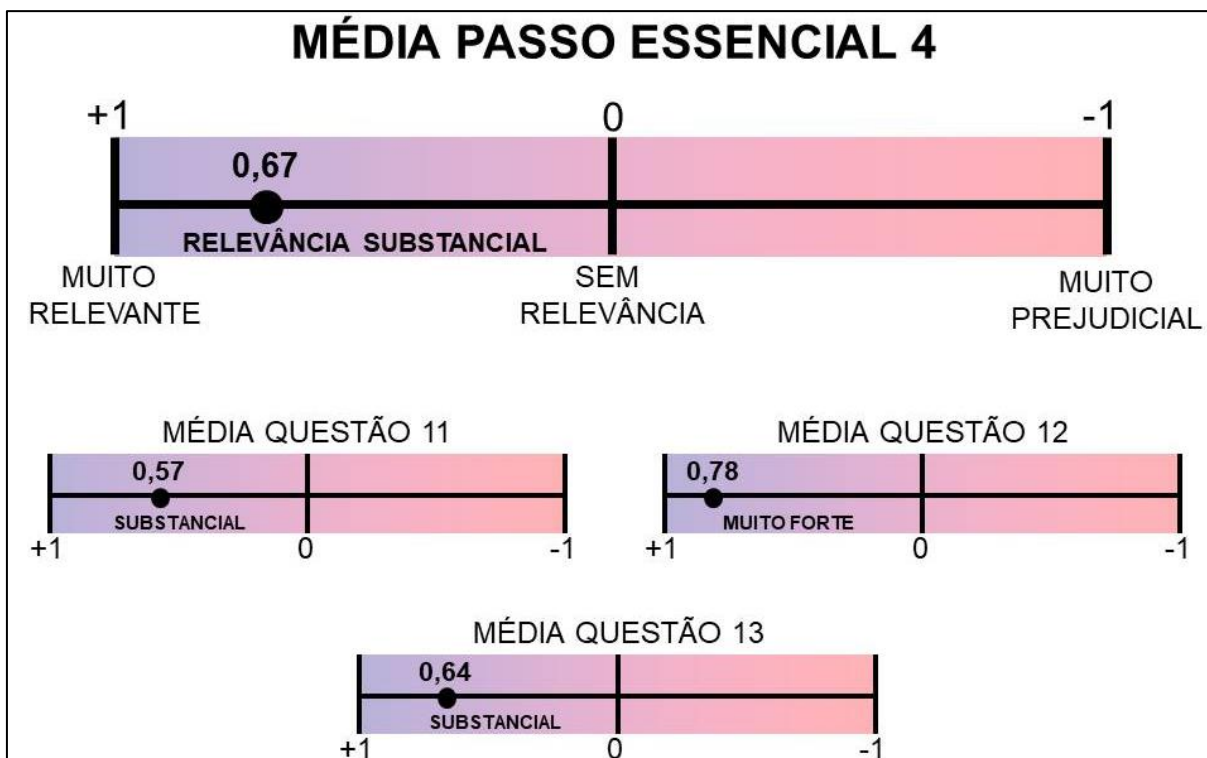 MÉDIA PASSO ESSENCIAL 4
+1 0 -1
0,67
RELEVÂNCIA SUBSTANCIAL
MUITO RELEVANTE
SEM RELEVÂNCIA
MUITO PREJUDICIAL
MÉDIA QUESTÃO 11
0,57
SUBSTANCIAL
+1 0 -1
MÉDIA QUESTÃO 12
0,78
MUITO FORTE
+1 0 -1
MÉDIA QUESTÃO 13
0,64
SUBSTANCIAL
+1 0 -1